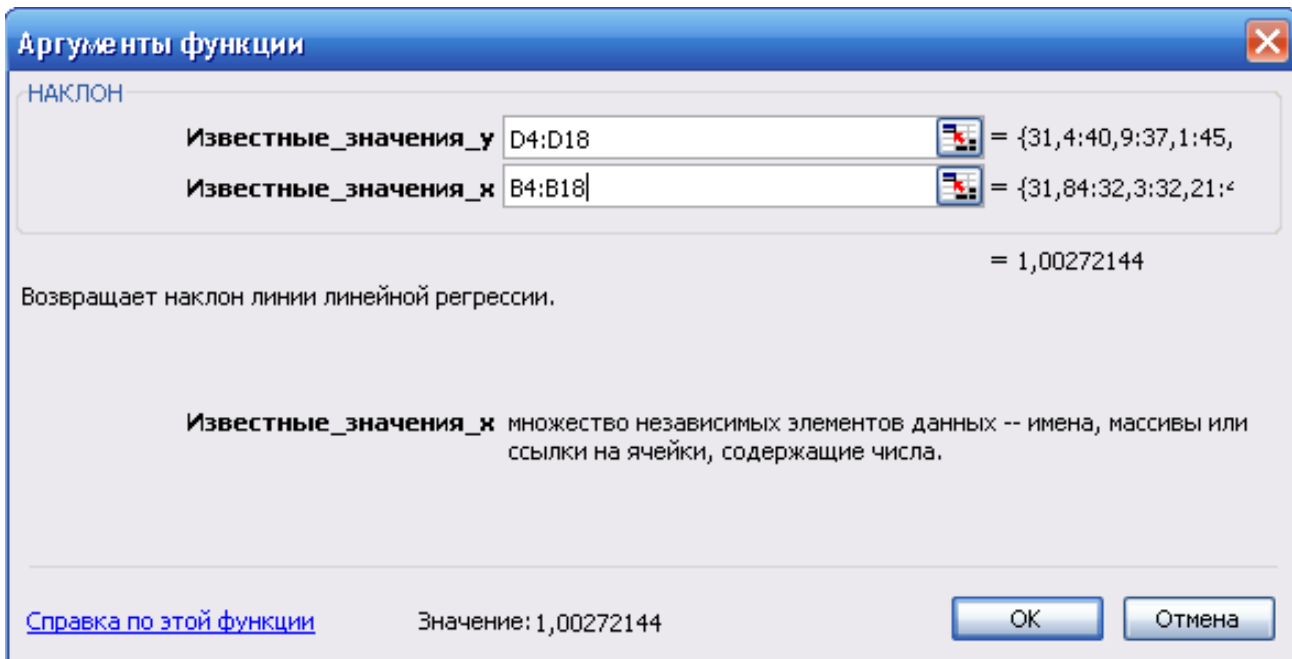 Аргументы функции
НАКЛОН
Известные_значения_y D4:D18 = {31,4:40,9:37,1:45,
Известные_значения_x B4:B18 = {31,84:32,3:32,21:4
= 1,00272144
Возвращает наклон линии линейной регрессии.
Известные_значения_x множество независимых элементов данных -- имена, массивы или
ссылки на ячейки, содержащие числа.
Справка по этой функции Значение: 1,00272144 ОК Отмена